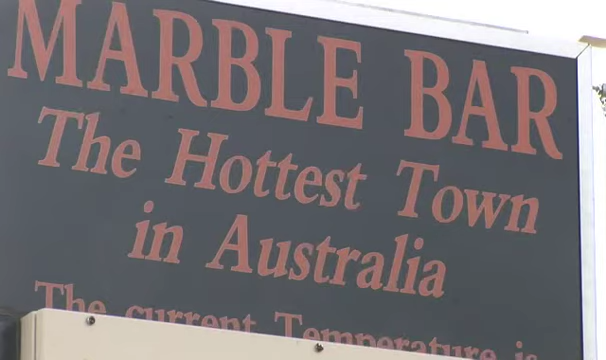 MARBLE BAR
The Hottest Town
in Australia
The current Temperature is